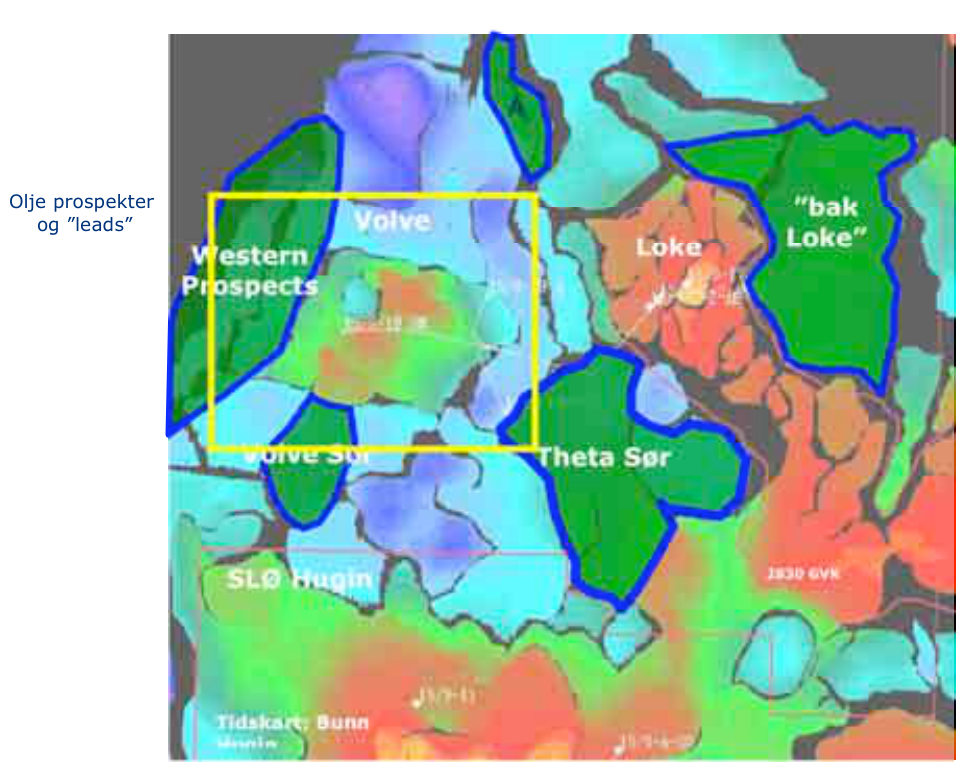 Olje prospekter
og ”leads”
Volve
Western
Prospects
Loke
”bak
Loke”
Volve Sør
Theta Sør
SLØ Hugin
2830 GVK
Tidskart: Bunn
Hugin